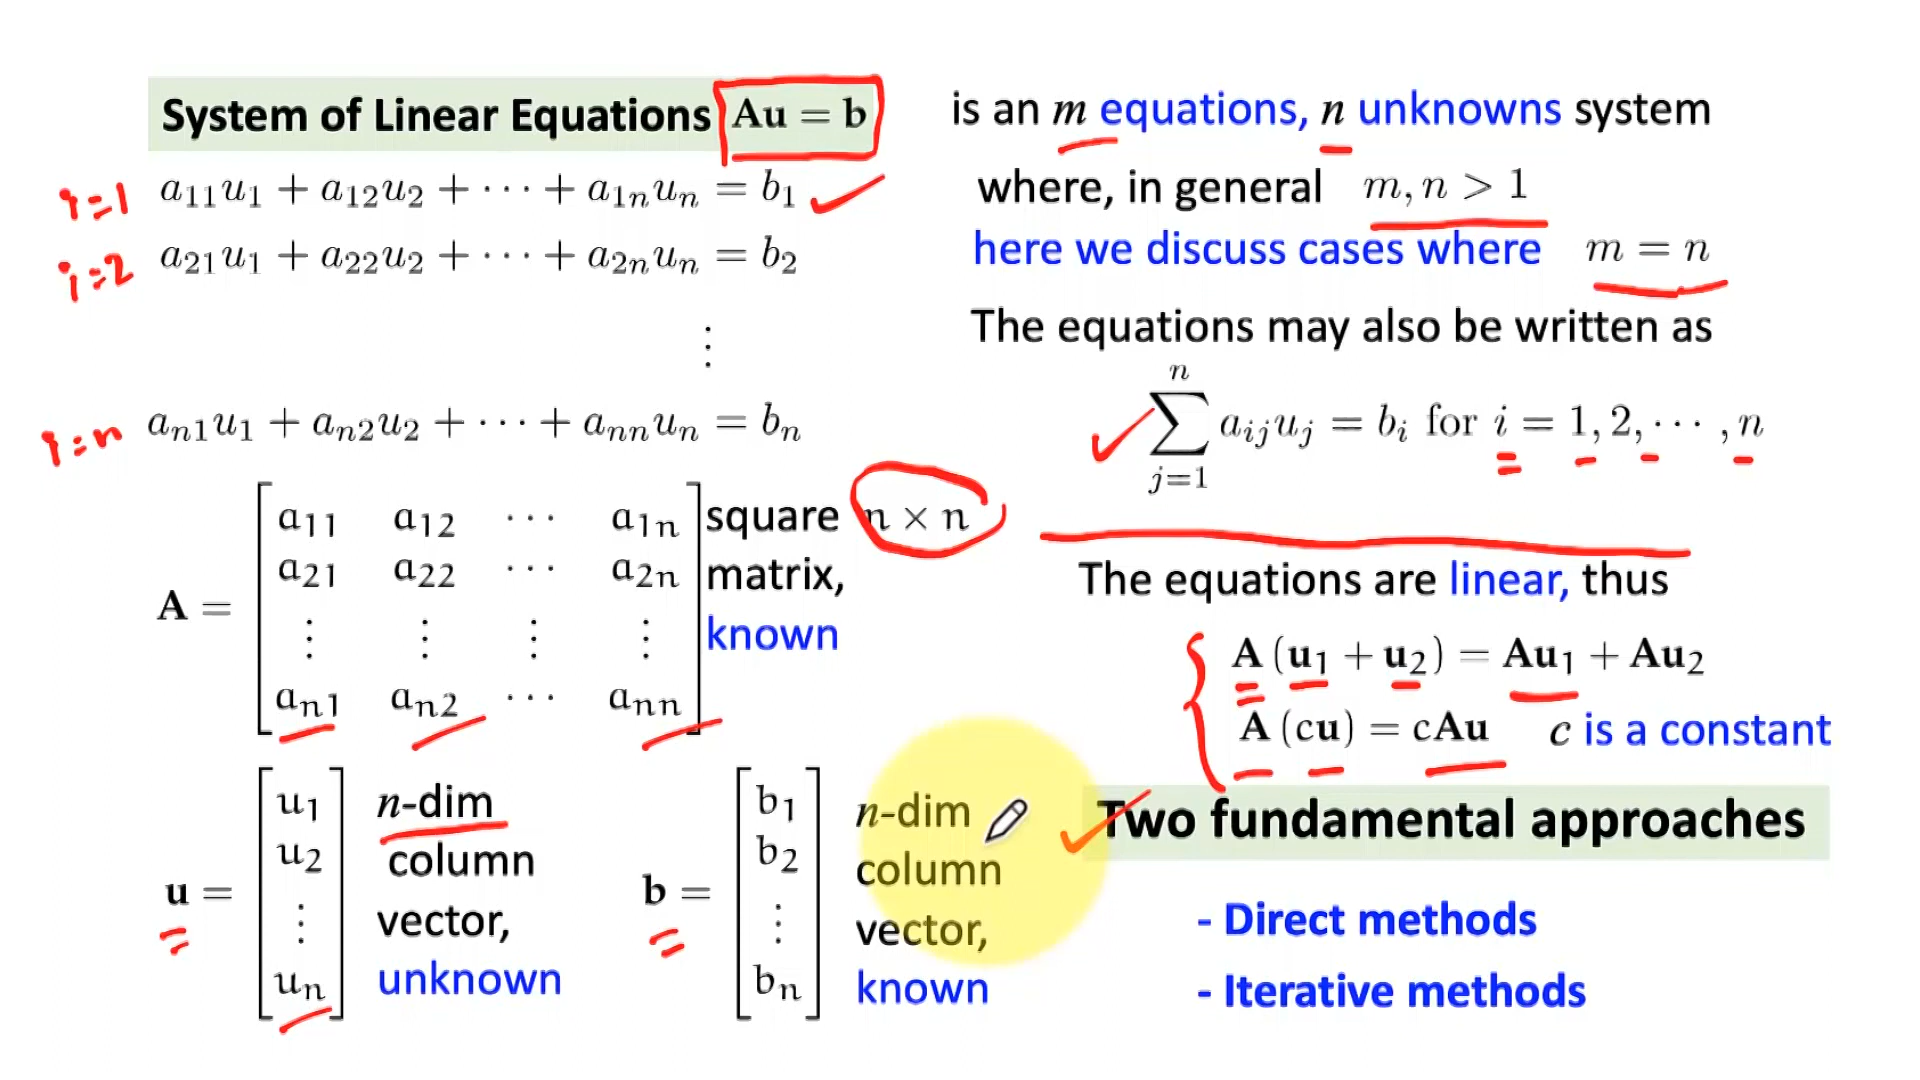 System of Linear Equations Au = b
i=1 a₁₁u₁ + a₁₂u₂ + ⋯ + a₁ₙuₙ = b₁
i=2 a₂₁u₁ + a₂₂u₂ + ⋯ + a₂ₙuₙ = b₂
⋮
i=n aₙ₁u₁ + aₙ₂u₂ + ⋯ + aₙₙuₙ = bₙ
A = [ a₁₁ a₁₂ ⋯ a₁ₙ
a₂₁ a₂₂ ⋯ a₂ₙ
⋮ ⋮ ⋮ ⋮
aₙ₁ aₙ₂ ⋯ aₙₙ ]
square n × n
matrix,
known
u = [ u₁
u₂
⋮
uₙ ]
n-dim
column
vector,
unknown
b = [ b₁
b₂
⋮
bₙ ]
n-dim
column
vector,
known
is an m equations, n unknowns system
where, in general m, n > 1
here we discuss cases where m = n
The equations may also be written as
∑ⱼ₌₁ⁿ aᵢⱼuⱼ = bᵢ for i = 1, 2, ⋯ , n
The equations are linear, thus
A (u₁ + u₂) = Au₁ + Au₂
A (cu) = cAu c is a constant
Two fundamental approaches
- Direct methods
- Iterative methods